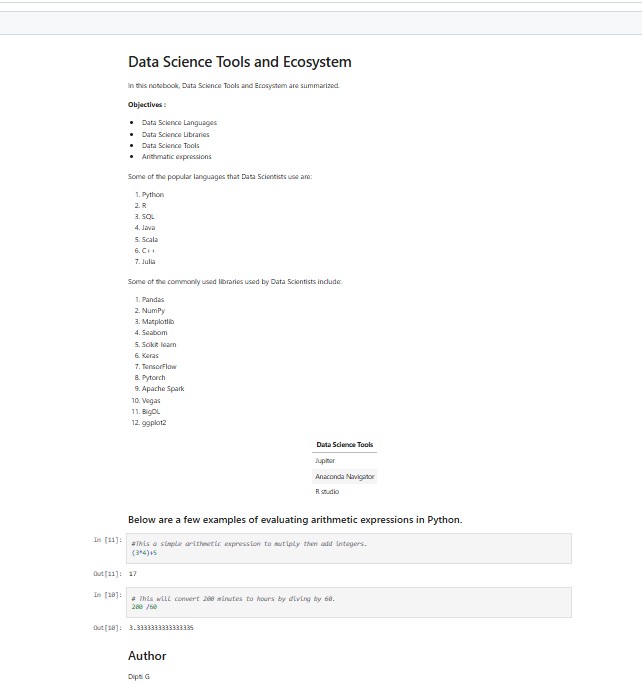 Data Science Tools and Ecosystem
In this notebook, Data Science Tools and Ecosystem are summarized.
Objectives :
• Data Science Languages
• Data Science Libraries
• Data Science Tools
• Arithmatic expressions
Some of the popular languages that Data Scientists use are:
1. Python
2. R
3. SQL
4. Java
5. Scala
6. C++
7. Julia
Some of the commonly used libraries used by Data Scientists include:
1. Pandas
2. NumPy
3. Matplotlib
4. Seaborn
5. Scikit-learn
6. Keras
7. TensorFlow
8. Pytorch
9. Apache Spark
10. Vegas
11. BigDL
12. ggplot2
Data Science Tools
Jupiter
Anaconda Navigator
R studio
Below are a few examples of evaluating arithmetic expressions in Python.
In [11]: #This a simple arithmetic expression to mutiply then add integers.
(3*4)+5
Out[11]: 17
In [10]: # This will convert 200 minutes to hours by diving by 60.
200 /60
Out[10]: 3.3333333333333335
Author
Dipti G